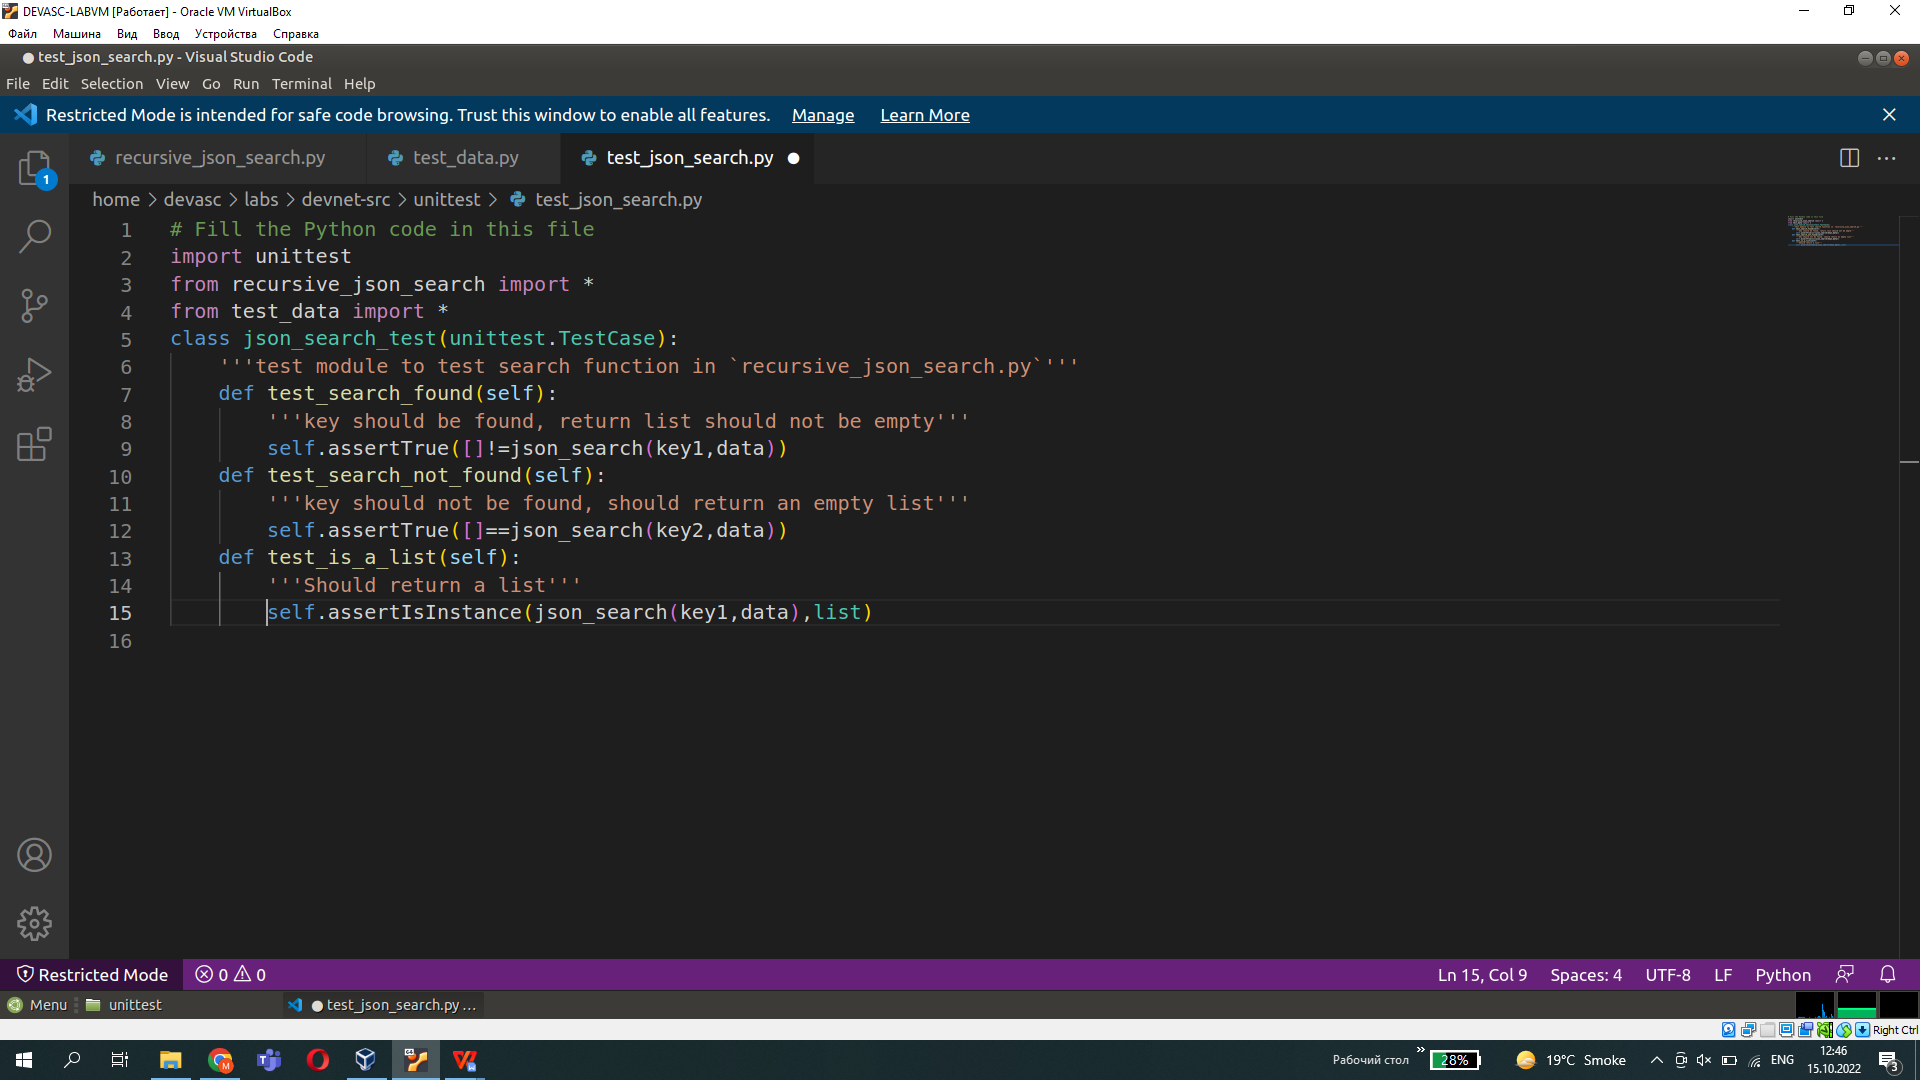 DEVASC-LABVM [Работает] - Oracle VM VirtualBox
Файл Машина Вид Ввод Устройства Справка
● test_json_search.py - Visual Studio Code
File Edit Selection View Go Run Terminal Help
Restricted Mode is intended for safe code browsing. Trust this window to enable all features. Manage Learn More
recursive_json_search.py test_data.py test_json_search.py ●
home > devasc > labs > devnet-src > unittest > test_json_search.py
1 # Fill the Python code in this file
2 import unittest
3 from recursive_json_search import *
4 from test_data import *
5 class json_search_test(unittest.TestCase):
6     '''test module to test search function in `recursive_json_search.py`'''
7     def test_search_found(self):
8         '''key should be found, return list should not be empty'''
9         self.assertTrue([]!=json_search(key1,data))
10     def test_search_not_found(self):
11         '''key should not be found, should return an empty list'''
12         self.assertTrue([]==json_search(key2,data))
13     def test_is_a_list(self):
14         '''Should return a list'''
15         self.assertIsInstance(json_search(key1,data),list)
16
1
Restricted Mode 0 0 Ln 15, Col 9 Spaces: 4 UTF-8 LF Python
Menu unittest ● test_json_search.py ...
Right Ctrl
Рабочий стол » 28% 19°C Smoke ENG 12:46
15.10.2022 3